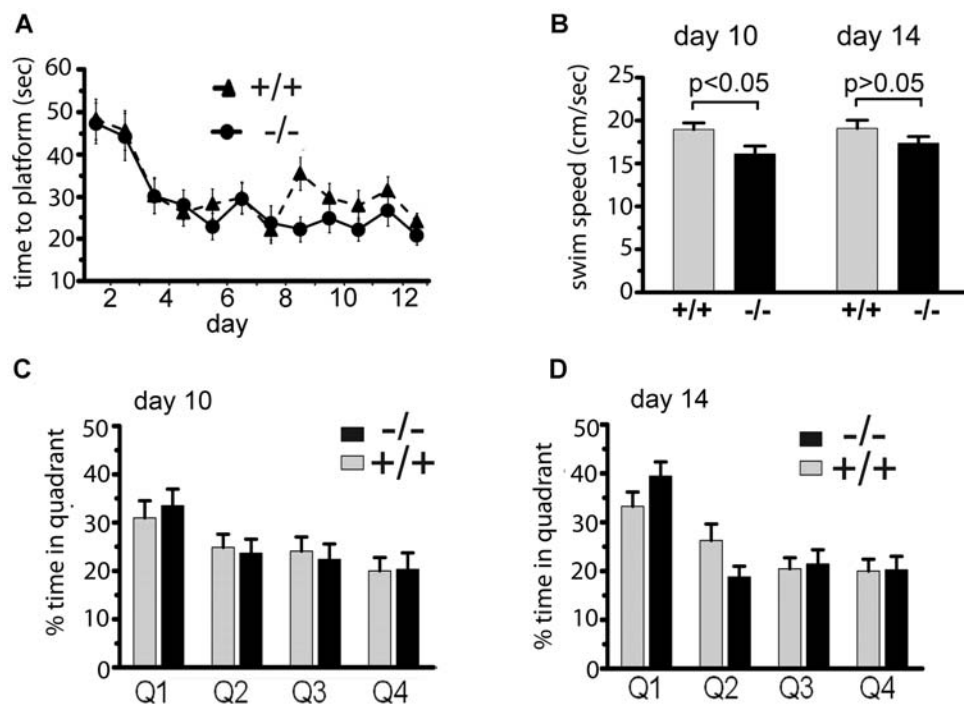 A
time to platform (sec)
60
50
40
30
20
10
+/+
-/-
2 4 6 8 10 12
day
B
day 10 day 14
swim speed (cm/sec)
25
20
15
10
5
0
p<0.05 p>0.05
+/+ -/- +/+ -/-
C
day 10
% time in quadrant
50
40
30
20
10
0
-/-
+/+
Q1 Q2 Q3 Q4
D
day 14
% time in quadrant
50
40
30
20
10
0
-/-
+/+
Q1 Q2 Q3 Q4